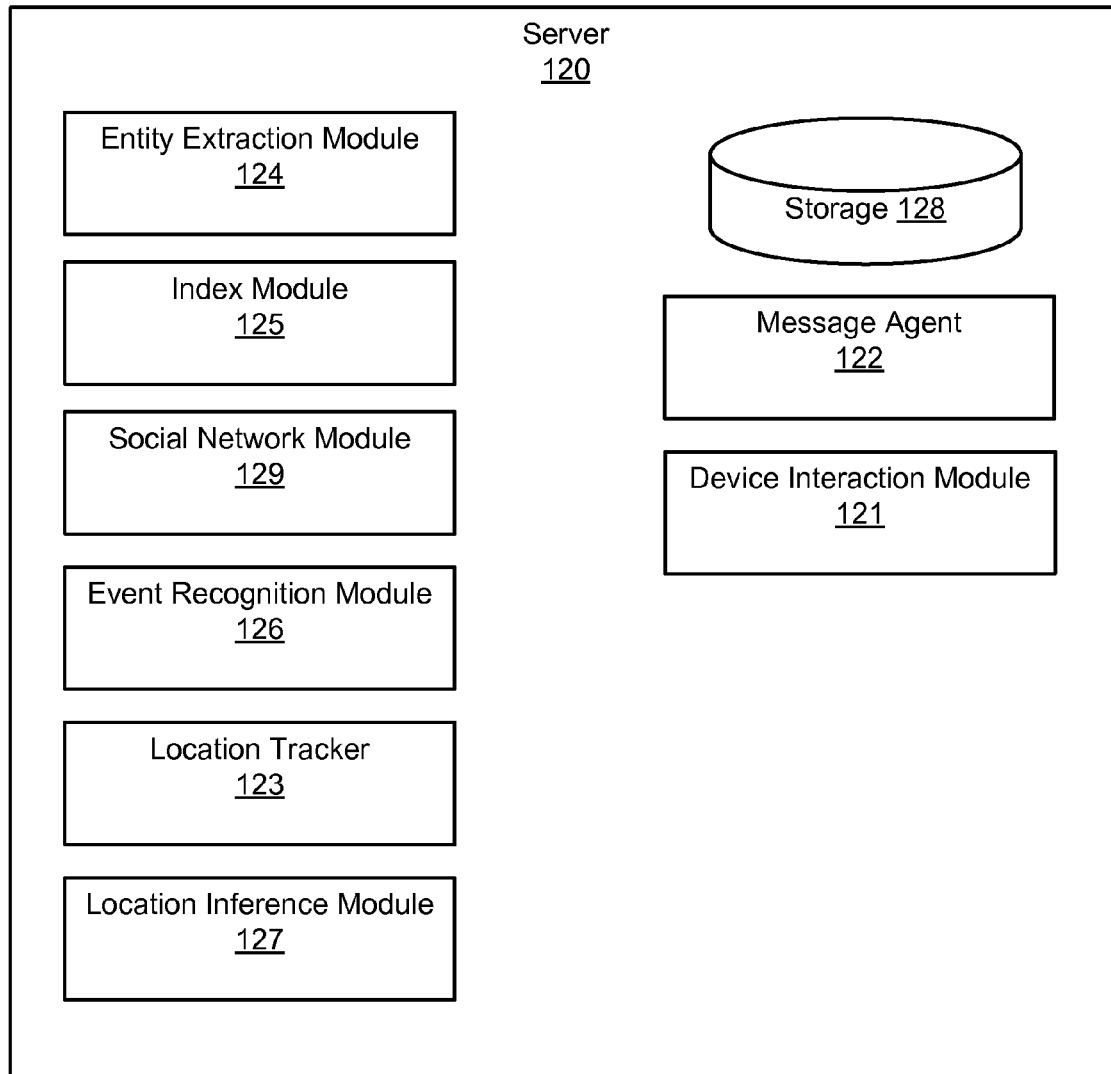 Server
120
Entity Extraction Module
124
Index Module
125
Social Network Module
129
Event Recognition Module
126
Location Tracker
123
Location Inference Module
127
Storage 128
Message Agent
122
Device Interaction Module
121